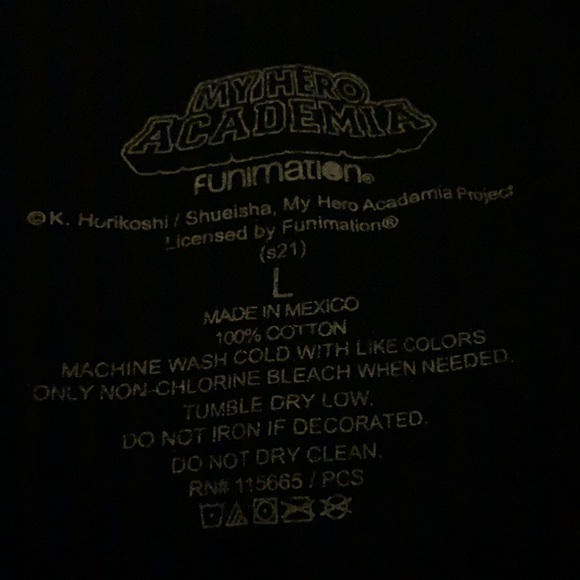 MY HERO
ACADEMIA
FUnimation®
©K. Horikoshi / Shueisha, My Hero Academia Project
Licensed by Funimation®
(s21)
L
MADE IN MEXICO
100% COTTON
MACHINE WASH COLD WITH LIKE COLORS
ONLY NON-CHLORINE BLEACH WHEN NEEDED.
TUMBLE DRY LOW.
DO NOT IRON IF DECORATED.
DO NOT DRY CLEAN.
RN# 115665 / PCS